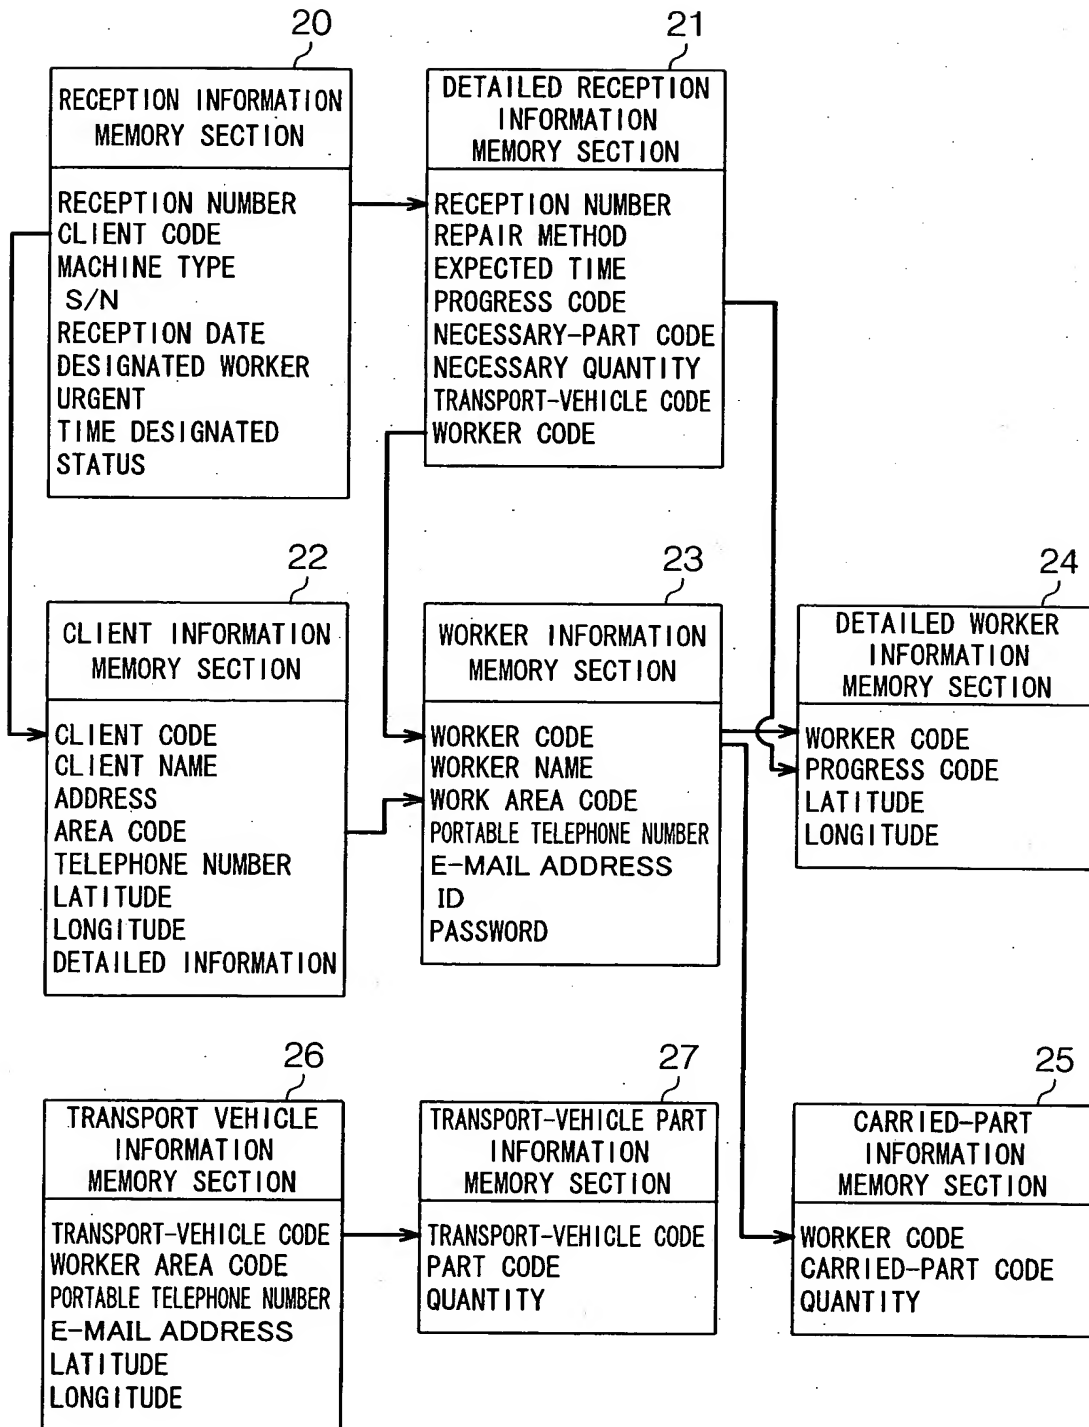 20
RECEPTION INFORMATION
MEMORY SECTION
RECEPTION NUMBER
CLIENT CODE
MACHINE TYPE
S/N
RECEPTION DATE
DESIGNATED WORKER
URGENT
TIME DESIGNATED
STATUS
21
DETAILED RECEPTION
INFORMATION
MEMORY SECTION
RECEPTION NUMBER
REPAIR METHOD
EXPECTED TIME
PROGRESS CODE
NECESSARY-PART CODE
NECESSARY QUANTITY
TRANSPORT-VEHICLE CODE
WORKER CODE
22
CLIENT INFORMATION
MEMORY SECTION
CLIENT CODE
CLIENT NAME
ADDRESS
AREA CODE
TELEPHONE NUMBER
LATITUDE
LONGITUDE
DETAILED INFORMATION
23
WORKER INFORMATION
MEMORY SECTION
WORKER CODE
WORKER NAME
WORK AREA CODE
PORTABLE TELEPHONE NUMBER
E-MAIL ADDRESS
ID
PASSWORD
24
DETAILED WORKER
INFORMATION
MEMORY SECTION
WORKER CODE
PROGRESS CODE
LATITUDE
LONGITUDE
26
TRANSPORT VEHICLE
INFORMATION
MEMORY SECTION
TRANSPORT-VEHICLE CODE
WORKER AREA CODE
PORTABLE TELEPHONE NUMBER
E-MAIL ADDRESS
LATITUDE
LONGITUDE
27
TRANSPORT-VEHICLE PART
INFORMATION
MEMORY SECTION
TRANSPORT-VEHICLE CODE
PART CODE
QUANTITY
25
CARRIED-PART
INFORMATION
MEMORY SECTION
WORKER CODE
CARRIED-PART CODE
QUANTITY